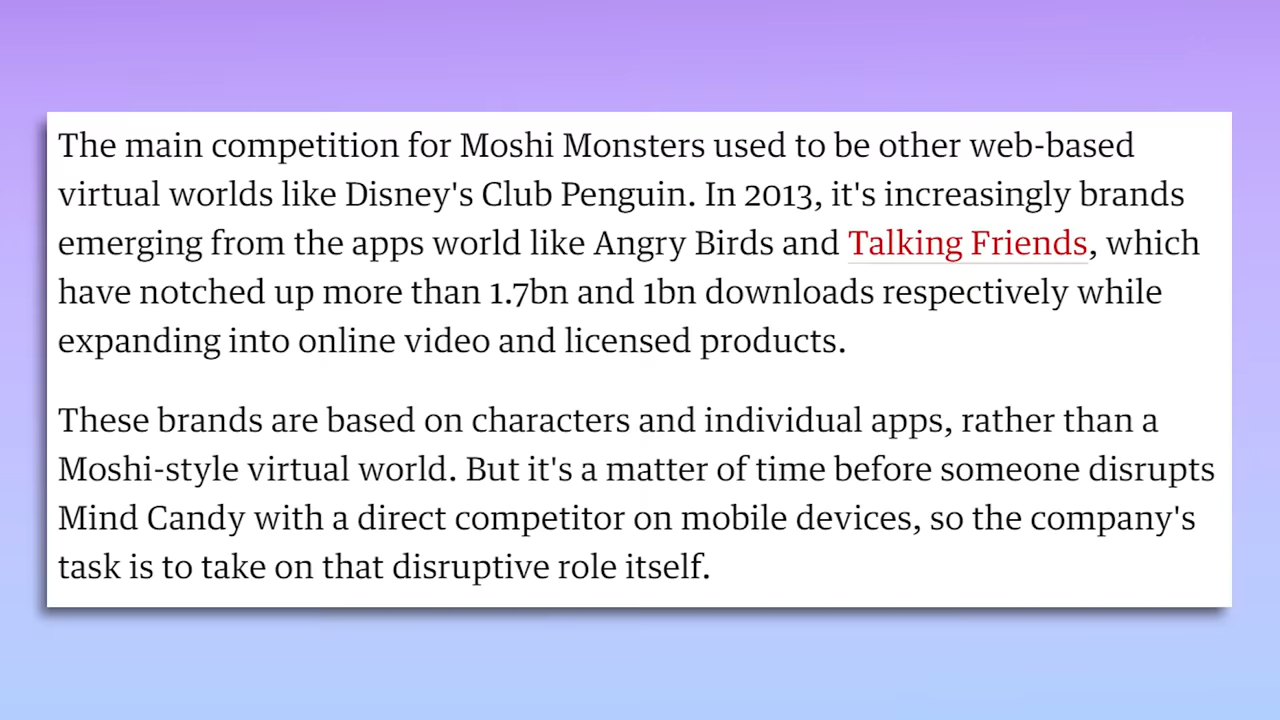 The main competition for Moshi Monsters used to be other web-based
virtual worlds like Disney's Club Penguin. In 2013, it's increasingly brands
emerging from the apps world like Angry Birds and Talking Friends, which
have notched up more than 1.7bn and 1bn downloads respectively while
expanding into online video and licensed products.
These brands are based on characters and individual apps, rather than a
Moshi-style virtual world. But it's a matter of time before someone disrupts
Mind Candy with a direct competitor on mobile devices, so the company's
task is to take on that disruptive role itself.